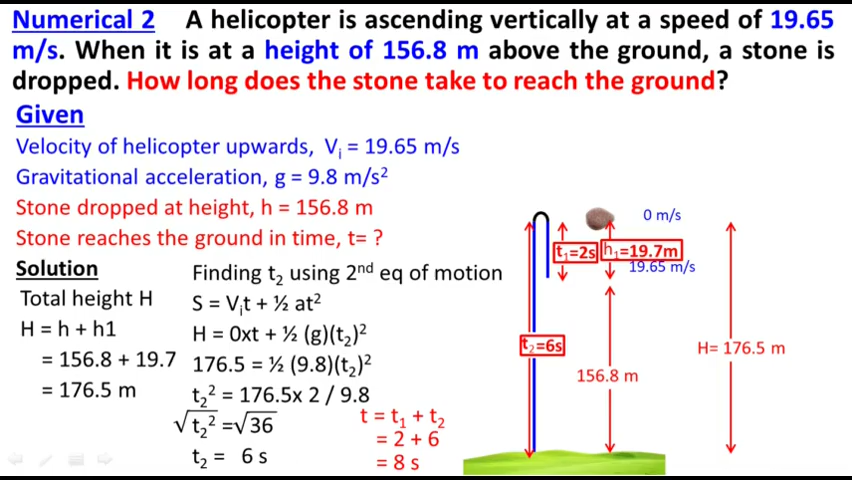 Numerical 2 A helicopter is ascending vertically at a speed of 19.65
m/s. When it is at a height of 156.8 m above the ground, a stone is
dropped. How long does the stone take to reach the ground?
Given
Velocity of helicopter upwards, Vᵢ = 19.65 m/s
Gravitational acceleration, g = 9.8 m/s²
Stone dropped at height, h = 156.8 m
Stone reaches the ground in time, t= ?
Solution
Total height H
H = h + h1
= 156.8 + 19.7
= 176.5 m
Finding t₂ using 2ⁿᵈ eq of motion
S = Vᵢt + ½ at²
H = 0xt + ½ (g)(t₂)²
176.5 = ½ (9.8)(t₂)²
t₂² = 176.5x 2 / 9.8
√t₂² =√36
t₂ = 6 s
t = t₁ + t₂
= 2 + 6
= 8 s
0 m/s
t₁=2s
h₁=19.7m
19.65 m/s
t₂=6s
156.8 m
H= 176.5 m